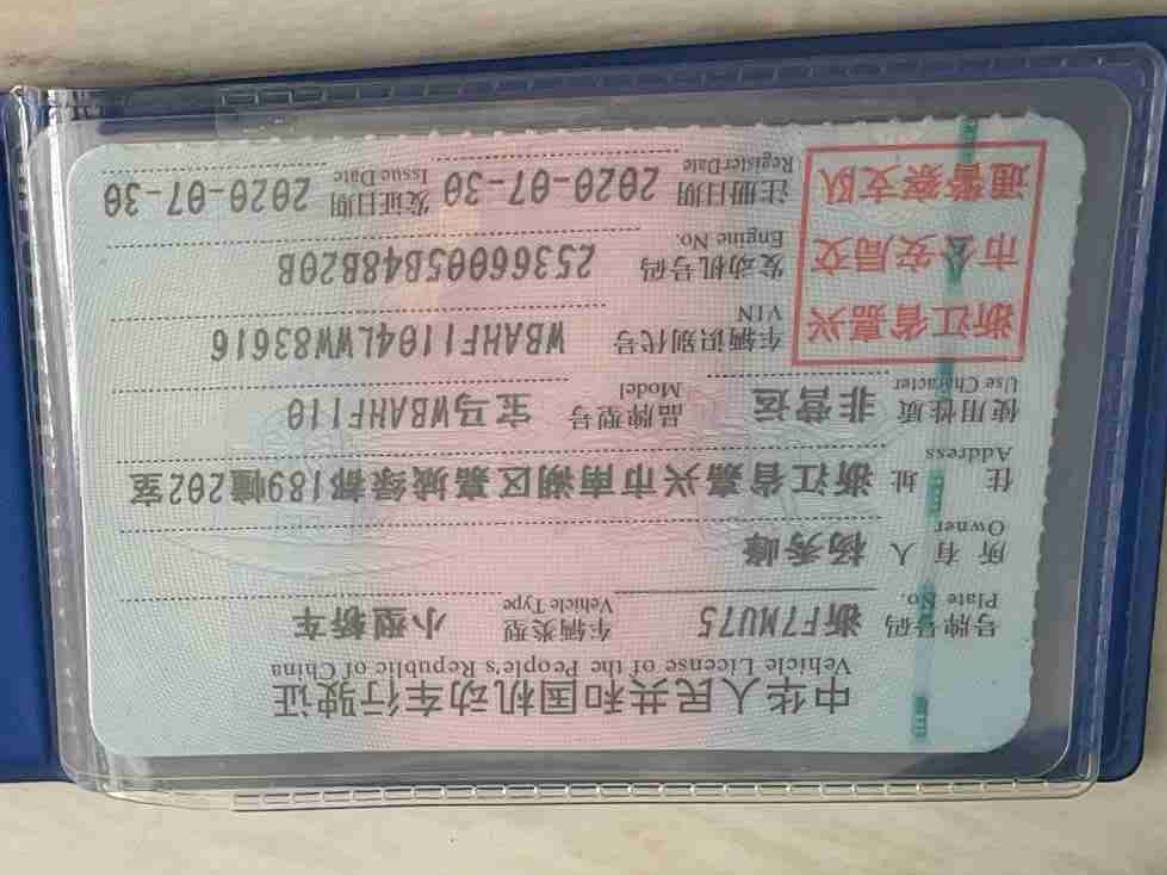 中华人民共和国机动车行驶证
Vehicle License of the People's Republic of China
号牌号码 浙F7MU75 车辆类型 小型轿车
Plate No. Vehicle Type
所有人 杨秀峰
Owner
住址 浙江省嘉兴市南湖区嘉城绿都189幢202室
Address
使用性质 非营运 品牌型号 宝马WBAHF110
Use Character Model
浙江省嘉兴
市公安局交
通警察支队
车辆识别代号 WBAHF1104LWW83616
VIN
发动机号码 25366005B48B20B
Engine No.
注册日期 2020-07-30 发证日期 2020-07-30
Register Date Issue Date